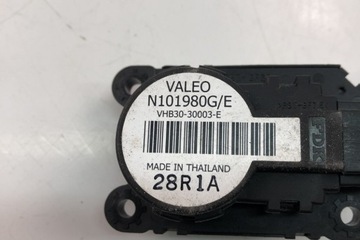 VALEO
N101980G/E
VHB30-30003-E
MADE IN THAILAND
28R1A